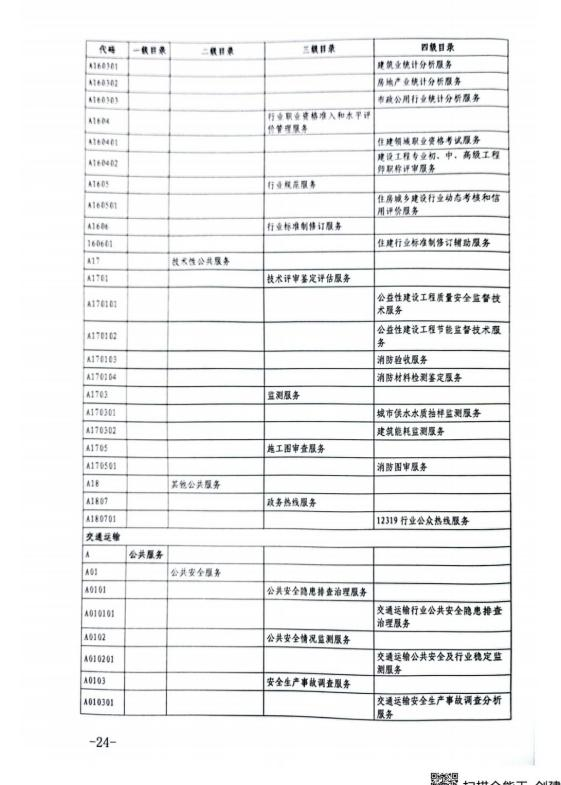 代码 一级目录 二级目录 三级目录 四级目录
A160301 建筑业统计分析服务
A160302 房地产业统计分析服务
A160303 市政公用行业统计分析服务
A1604 行业职业资格准入和水平评
价管理服务
A160401 住建领域职业资格考试服务
A160402 建设工程专业初、中、高级工程
师职称评审服务
A1605 行业规范服务
A160501 住房城乡建设行业动态考核和信
用评价服务
A1606 行业标准制修订服务
160601 住建行业标准制修订辅助服务
A17 技术性公共服务
A1701 技术评审鉴定评估服务
A170101 公益性建设工程质量安全监督技
术服务
A170102 公益性建设工程节能监督技术服
务
A170103 消防验收服务
A170104 消防材料检测鉴定服务
A1703 监测服务
A170301 城市供水水质抽样监测服务
A170302 建筑能耗监测服务
A1705 施工图审查服务
A170501 消防图审服务
A18 其他公共服务
A1807 政务热线服务
A180701 12319 行业公众热线服务
交通运输
A 公共服务
A01 公共安全服务
A0101 公共安全隐患排查治理服务
A010101 交通运输行业公共安全隐患排查
治理服务
A0102 公共安全情况监测服务
A010201 交通运输公共安全及行业稳定监
测服务
A0103 安全生产事故调查服务
A010301 交通运输安全生产事故调查分析
服务
-24-